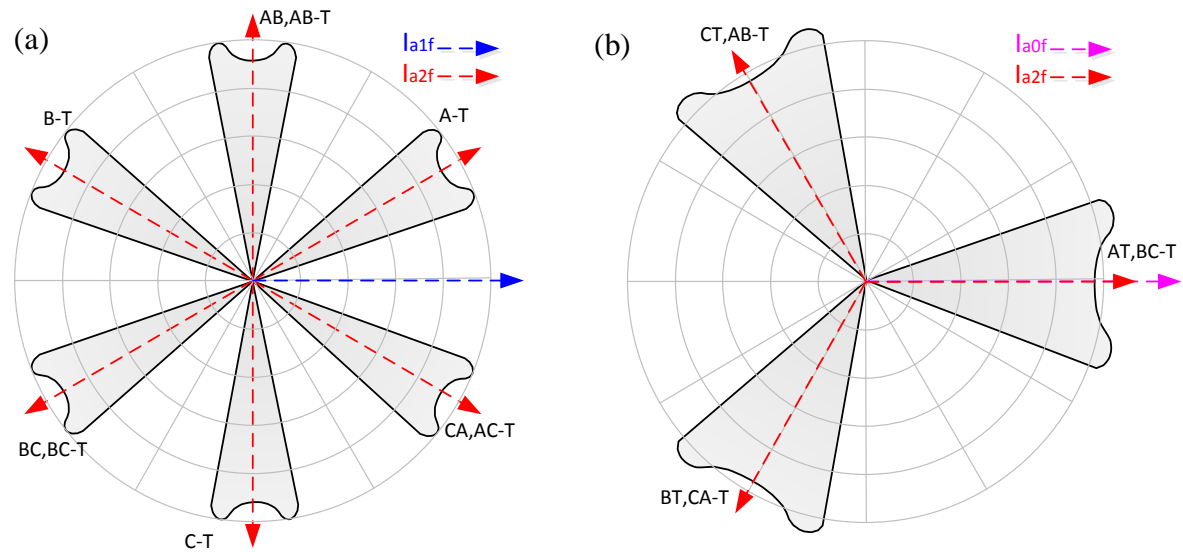 (a)
AB,AB-T
Ia1f
Ia2f
B-T
A-T
BC,BC-T
CA,AC-T
C-T
(b)
CT,AB-T
Ia0f
Ia2f
AT,BC-T
BT,CA-T